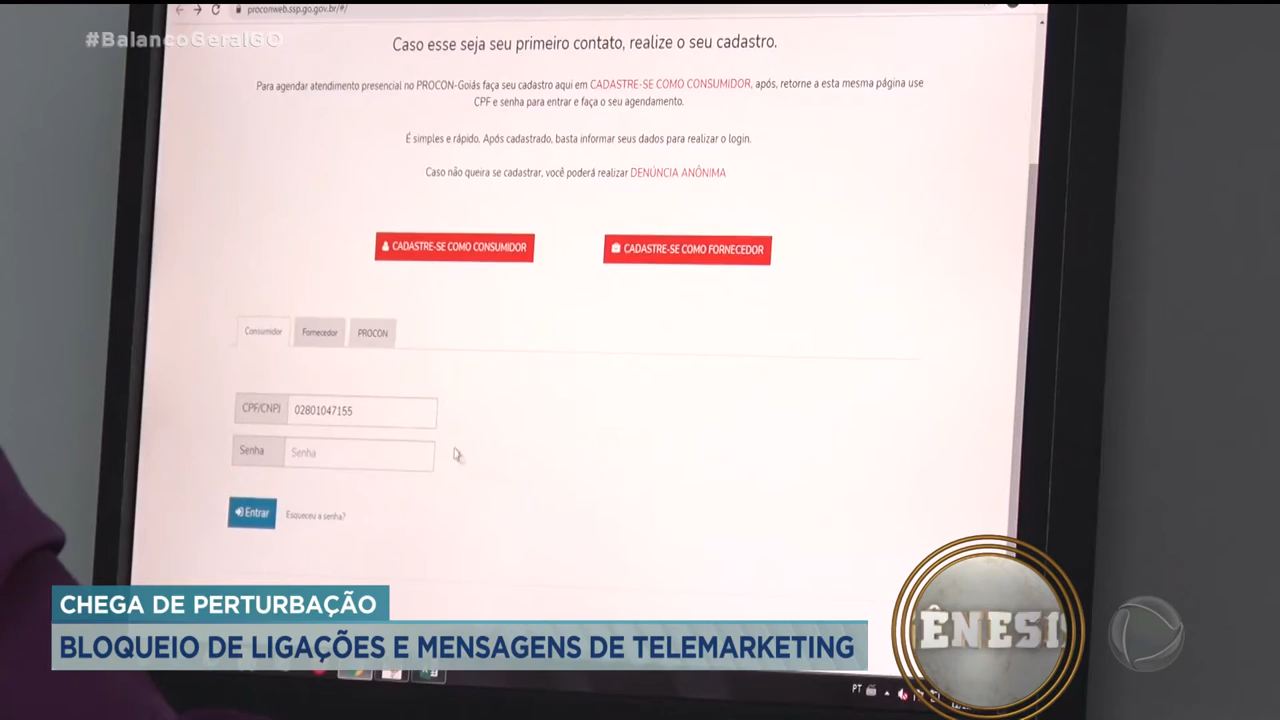 proconweb.ssp.go.gov.br/#/
#BalancoGeralGO
Caso esse seja seu primeiro contato, realize o seu cadastro.
Para agendar atendimento presencial no PROCON-Goiás faça seu cadastro aqui em CADASTRE-SE COMO CONSUMIDOR, após, retorne a esta mesma página use
CPF e senha para entrar e faça o seu agendamento.
É simples e rápido. Após cadastrado, basta informar seus dados para realizar o login.
Caso não queira se cadastrar, você poderá realizar DENÚNCIA ANÔNIMA
CADASTRE-SE COMO CONSUMIDOR
CADASTRE-SE COMO FORNECEDOR
Consumidor Fornecedor PROCON
CPF/CNPJ 02801047155
Senha Senha
Entrar Esqueceu a senha?
CHEGA DE PERTURBAÇÃO
BLOQUEIO DE LIGAÇÕES E MENSAGENS DE TELEMARKETING
ÊNESI
PT